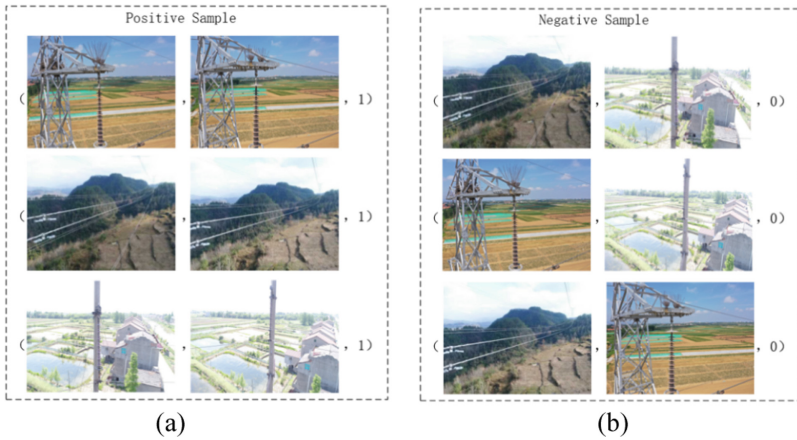 Positive Sample
( , , 1)
( , , 1)
( , , 1)
(a)
Negative Sample
( , , 0)
( , , 0)
( , , 0)
(b)